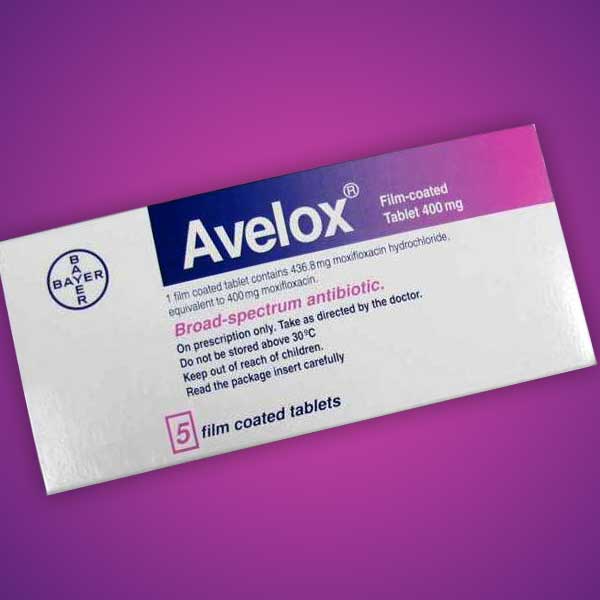 Avelox®
Film-coated
Tablet 400 mg
BAYER
BAYER
1 film coated tablet contains 436.8 mg moxifloxacin hydrochloride,
equivalent to 400 mg moxifloxacin.
Broad-spectrum antibiotic.
On prescription only. Take as directed by the doctor.
Do not be stored above 30°C
Keep out of reach of children.
Read the package insert carefully
5 film coated tablets